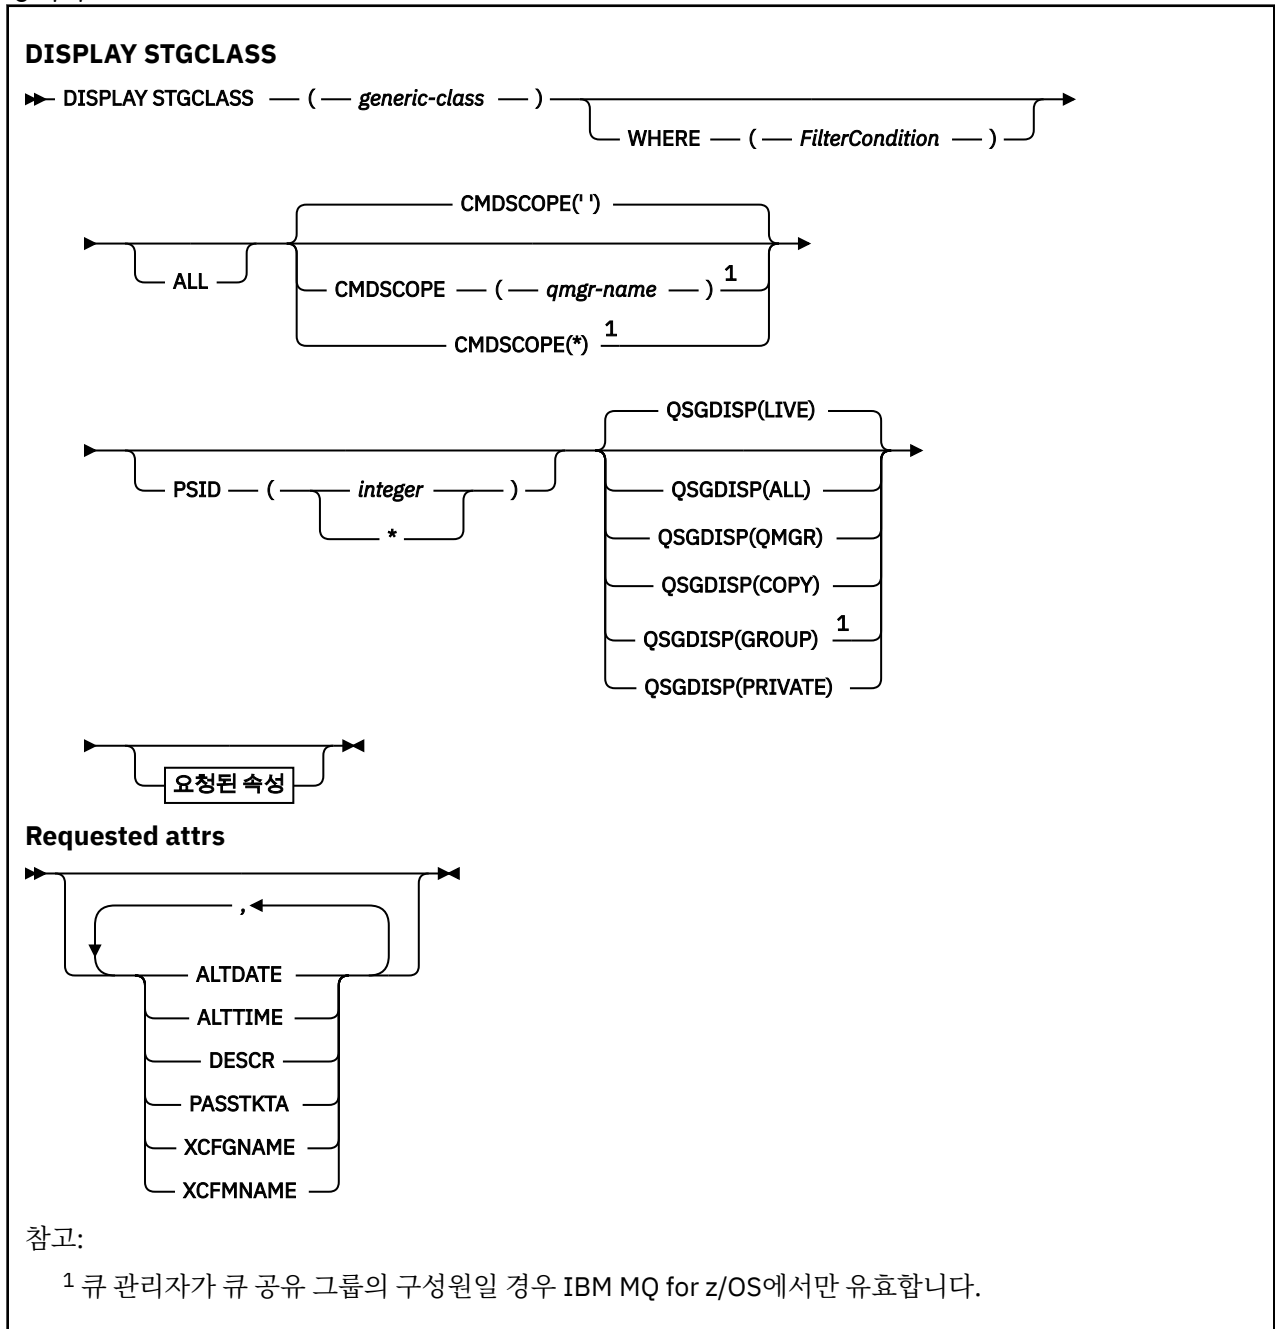 DISPLAY STGCLASS
DISPLAY STGCLASS ( generic-class )
WHERE ( FilterCondition )
CMDSCOPE(' ')
ALL
CMDSCOPE ( qmgr-name ) 1
CMDSCOPE(*) 1
QSGDISP(LIVE)
PSID ( integer )
*
QSGDISP(ALL)
QSGDISP(QMGR)
QSGDISP(COPY)
QSGDISP(GROUP) 1
QSGDISP(PRIVATE)
요청된 속성
Requested attrs
,
ALTDATE
ALTTIME
DESCR
PASSTKTA
XCFGNAME
XCFMNAME
참고:
1 큐 관리자가 큐 공유 그룹의 구성원일 경우 IBM MQ for z/OS에서만 유효합니다.